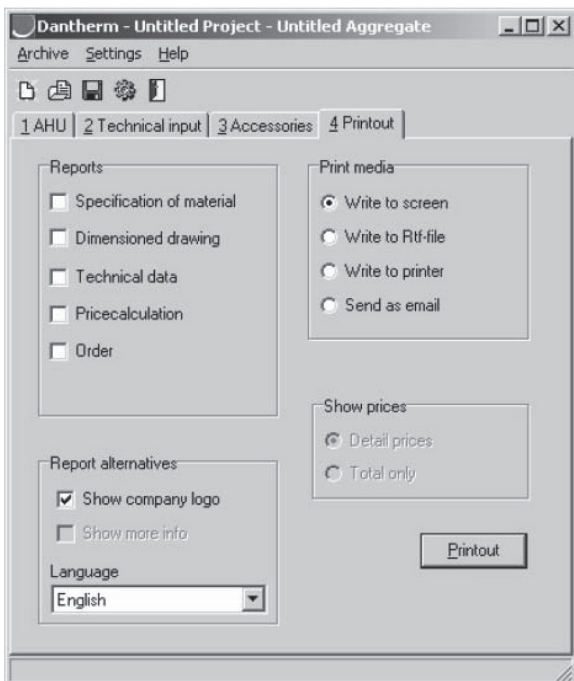 Dantherm - Untitled Project - Untitled Aggregate
Archive Settings Help
1 AHU 2 Technical input 3 Accessories 4 Printout
Reports
Specification of material
Dimensioned drawing
Technical data
Pricecalculation
Order
Print media
Write to screen
Write to Rtf-file
Write to printer
Send as email
Show prices
Detail prices
Total only
Report alternatives
Show company logo
Show more info
Language
English
Printout